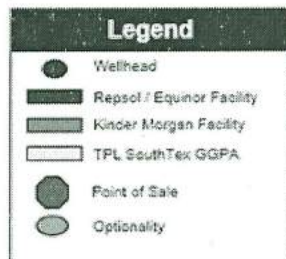 Legend
Wellhead
Repsol / Equinor Facility
Kinder Morgan Facility
TPL SouthTex GGPA
Point of Sale
Optionality